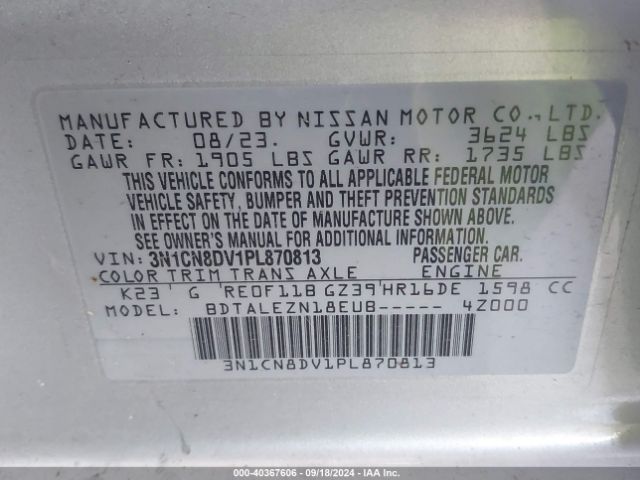 MANUFACTURED BY NISSAN MOTOR CO.,LTD.
DATE: 08/23. GVWR: 3624 LBS
GAWR FR: 1905 LBS GAWR RR: 1735 LBS
THIS VEHICLE CONFORMS TO ALL APPLICABLE FEDERAL MOTOR
VEHICLE SAFETY, BUMPER AND THEFT PREVENTION STANDARDS
IN EFFECT ON THE DATE OF MANUFACTURE SHOWN ABOVE.
SEE OWNER'S MANUAL FOR ADDITIONAL INFORMATION.
VIN: 3N1CN8DV1PL870813 PASSENGER CAR.
COLOR TRIM TRANS AXLE ENGINE
K23 G RE0F11B GZ39 HR16DE 1598 CC
MODEL: BDTALEZN18EUB----- 4Z000
3N1CN8DV1PL870813
000-40367606 - 09/18/2024 - IAA Inc.